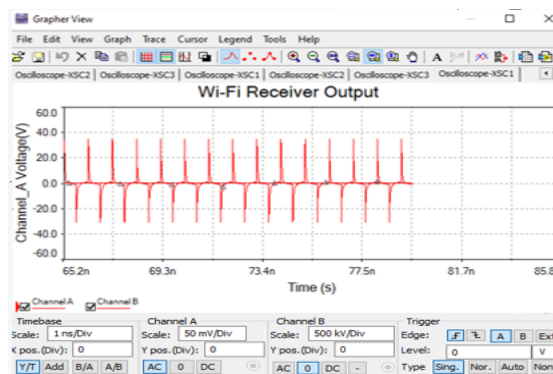 Grapher View
File Edit View Graph Trace Cursor Legend Tools Help
Oscilloscope-XSC2 Oscilloscope-XSC3 Oscilloscope-XSC1 Oscilloscope-XSC2 Oscilloscope-XSC3 Oscilloscope-XSC1
Wi-Fi Receiver Output
Channel_A Voltage(V)
60.0
40.0
20.0
0.0
-20.0
-40.0
-60.0
65.2n 69.3n 73.4n 77.5n 81.7n 85.8
Time (s)
Channel A Channel B
Timebase Channel A Channel B Trigger
Scale: 1 ns/Div Scale: 50 mV/Div Scale: 500 kV/Div Edge: A B Ext
X pos.(Div): 0 Y pos.(Div): 0 Y pos.(Div): 0 Level: 0 V
Y/T Add B/A A/B AC 0 DC AC 0 DC - Type Sing. Nor. Auto Non